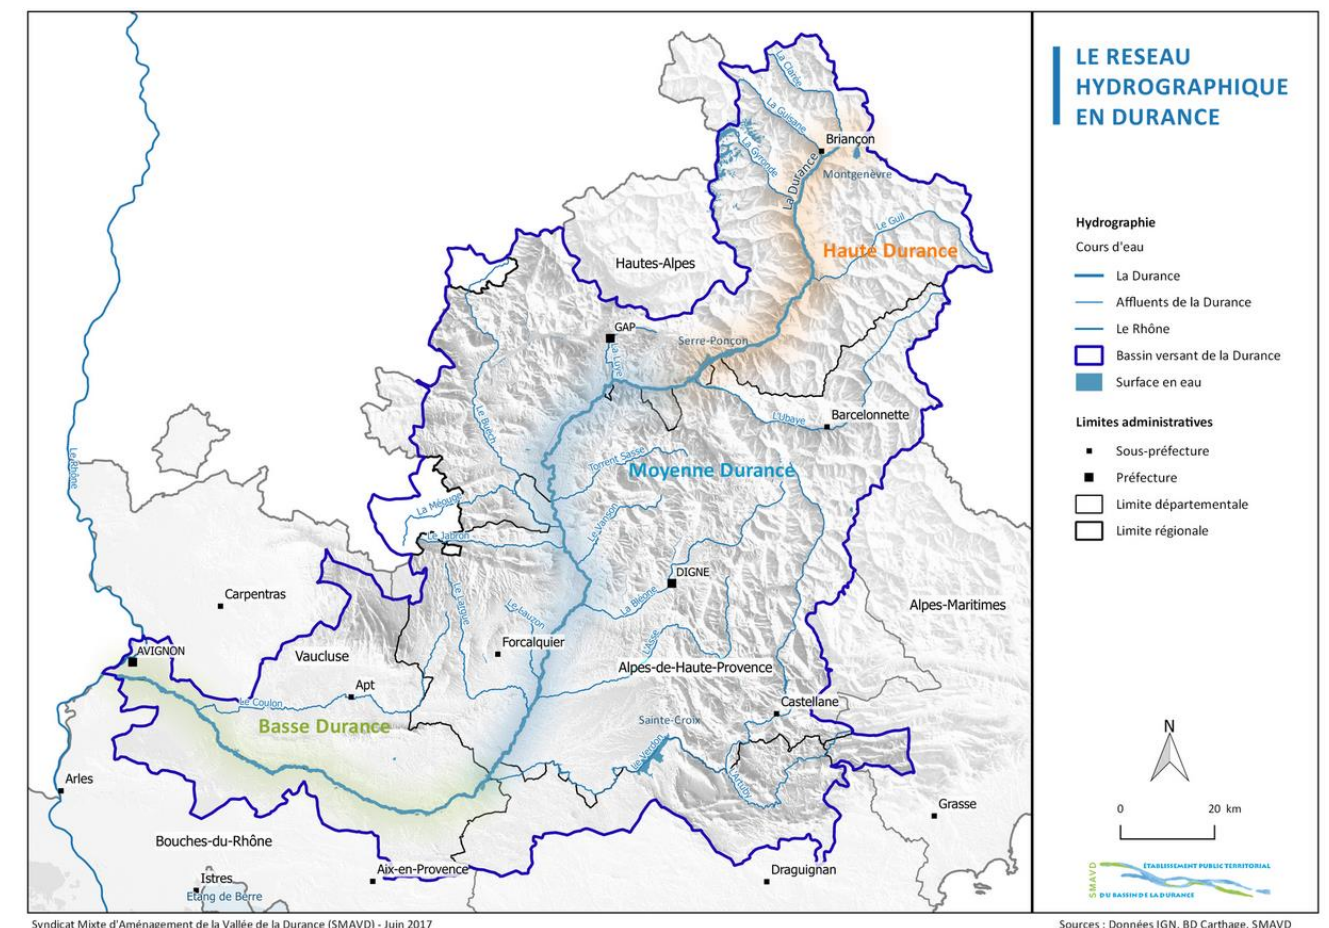 LE RESEAU
HYDROGRAPHIQUE
EN DURANCE
Hydrographie
Cours d'eau
La Durance
Affluents de la Durance
Le Rhône
Bassin versant de la Durance
Surface en eau
Limites administratives
Sous-préfecture
Préfecture
Limite départementale
Limite régionale
N
0 20 km
SMAVD
ÉTABLISSEMENT PUBLIC TERRITORIAL
DU BASSIN DE LA DURANCE
La Clarée
La Guisane
Briançon
La Gyronde
La Durance
Montgenèvre
Le Guil
Haute Durance
Hautes-Alpes
GAP
La Luye
Serre-Ponçon
Le Buëch
L'Ubaye
Barcelonnette
Torrent Sasse
Moyenne Durance
Le Rhône
La Méouge
Le Vanson
Le Jabron
DIGNE
Carpentras
Le Largue
Le Lauzon
La Bléone
Alpes-Maritimes
Forcalquier
L'Asse
AVIGNON
Vaucluse
Alpes-de-Haute-Provence
Apt
Le Coulon
Castellane
Basse Durance
Sainte-Croix
le Verdon
L'Artuby
Arles
Grasse
Bouches-du-Rhône
Aix-en-Provence
Draguignan
Istres
Etang de Berre
Syndicat Mixte d'Aménagement de la Vallée de la Durance (SMAVD) - Juin 2017
Sources : Données IGN, BD Carthage, SMAVD